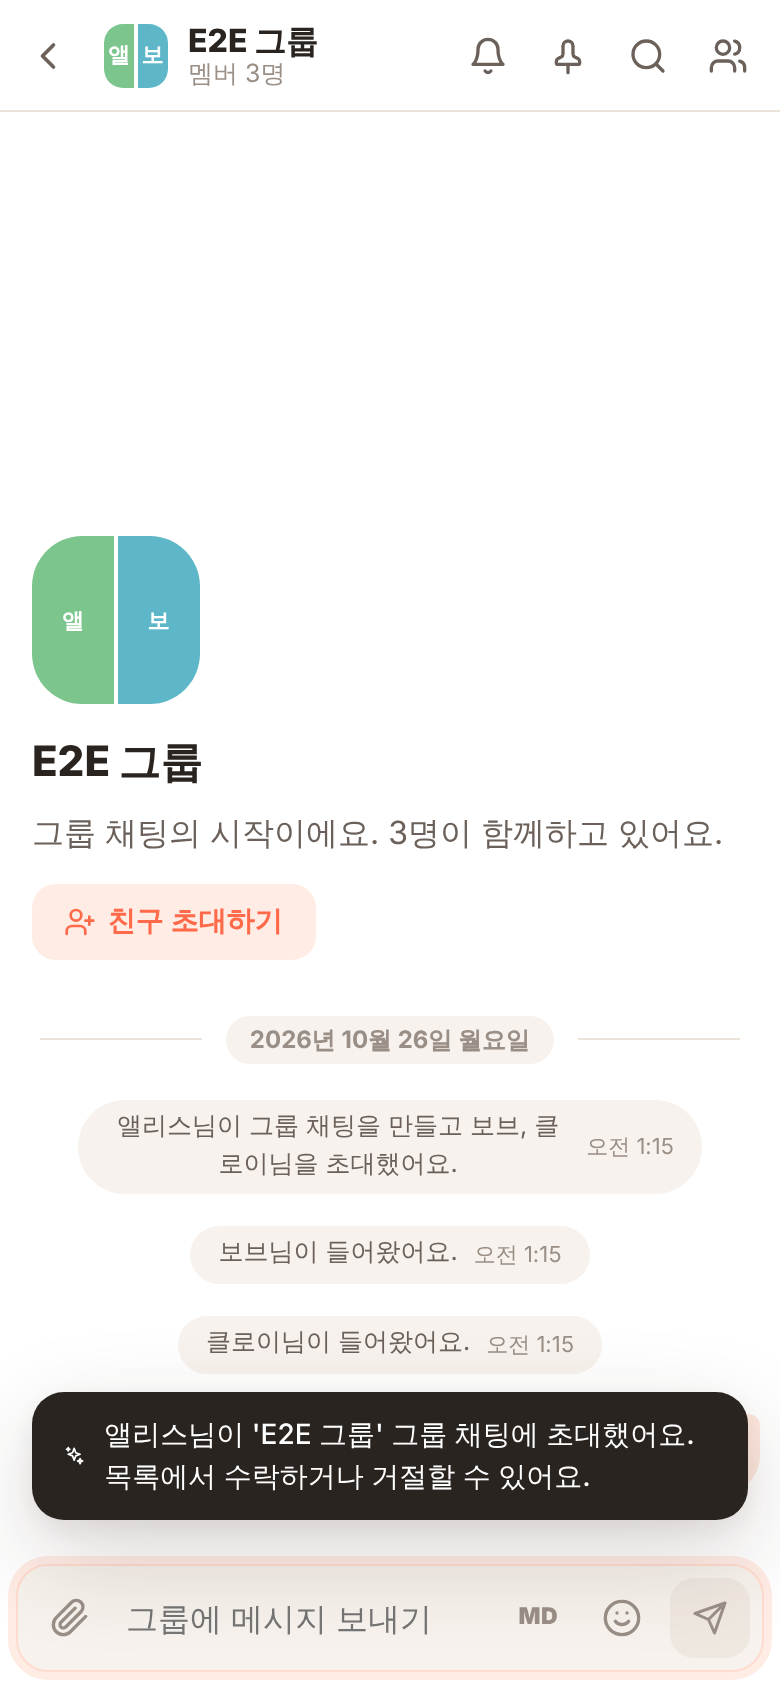 앨 보 E2E 그룹
멤버 3명
앨 보
E2E 그룹
그룹 채팅의 시작이에요. 3명이 함께하고 있어요.
친구 초대하기
2026년 10월 26일 월요일
앨리스님이 그룹 채팅을 만들고 보브, 클
로이님을 초대했어요. 오전 1:15
보브님이 들어왔어요. 오전 1:15
클로이님이 들어왔어요. 오전 1:15
앨리스님이 'E2E 그룹' 그룹 채팅에 초대했어요.
목록에서 수락하거나 거절할 수 있어요.
그룹에 메시지 보내기 MD